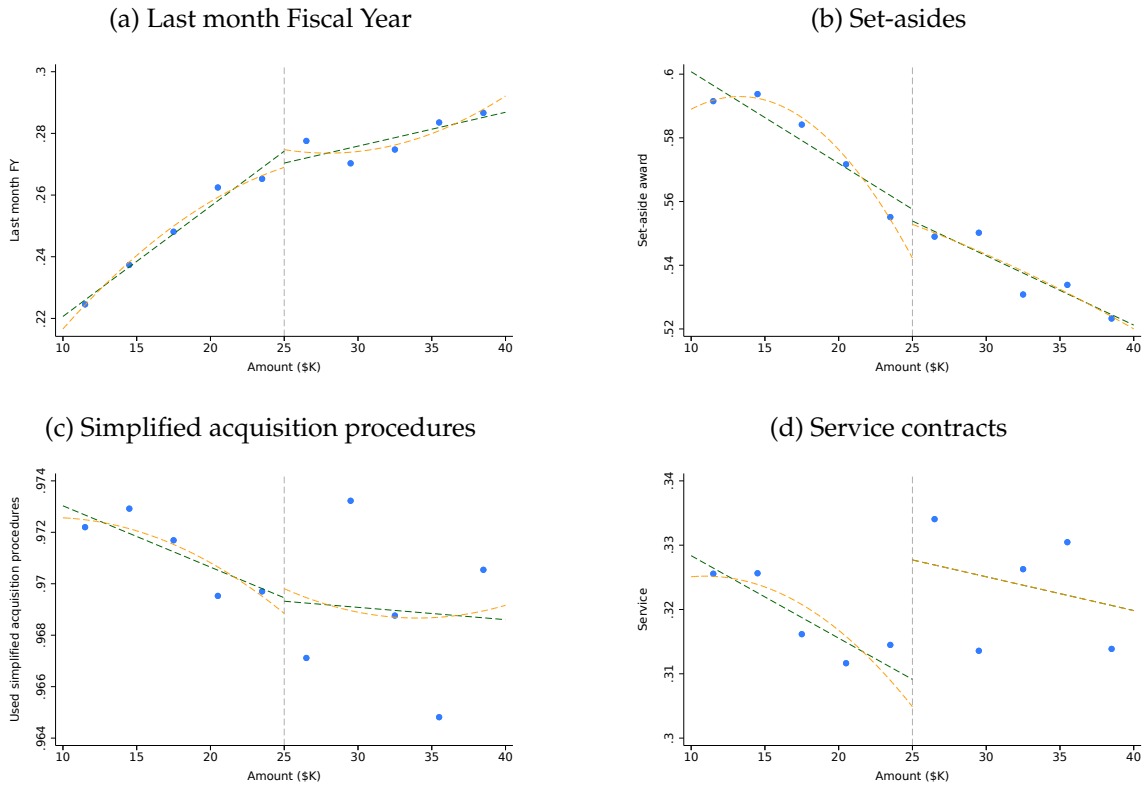 (a) Last month Fiscal Year
Last month FY
.3
.28
.26
.24
.22
10 15 20 25 30 35 40
Amount ($K)
(b) Set-asides
Set-aside award
.6
.58
.56
.54
.52
10 15 20 25 30 35 40
Amount ($K)
(c) Simplified acquisition procedures
Used simplified acquisition procedures
.974
.972
.97
.968
.966
.964
10 15 20 25 30 35 40
Amount ($K)
(d) Service contracts
Service
.34
.33
.32
.31
.3
10 15 20 25 30 35 40
Amount ($K)